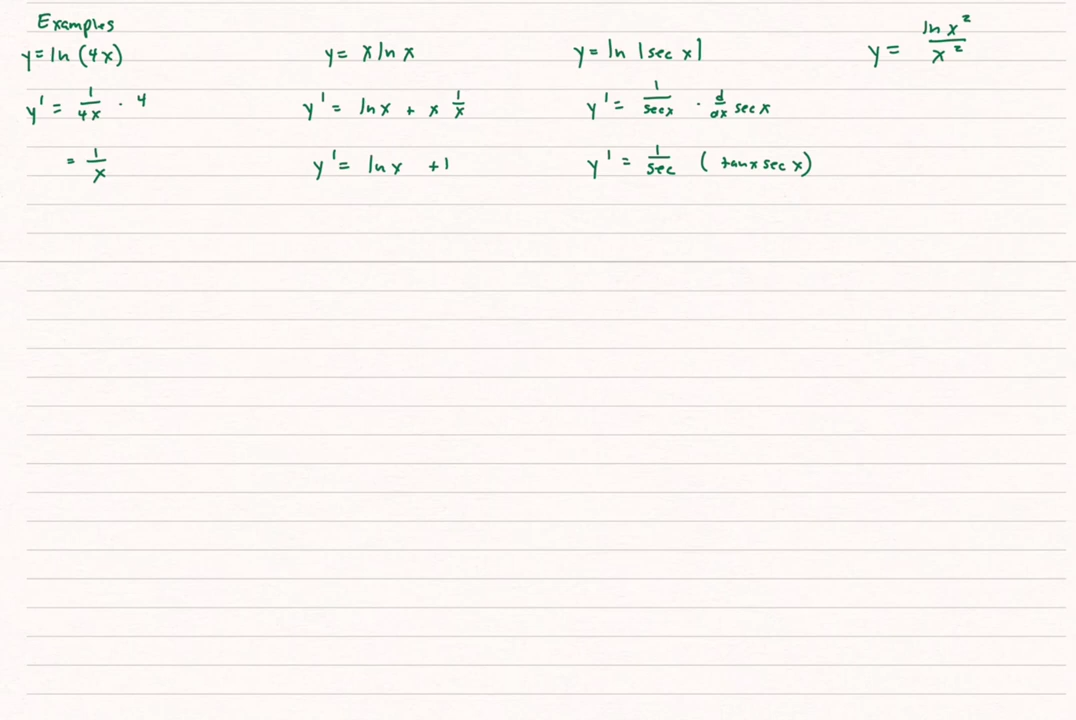 Examples
y = ln (4x)
y' = 1/4x · 4
= 1/x
y = x ln x
y' = ln x + x 1/x
y' = ln x + 1
y = ln |sec x|
y' = 1/sec x · d/dx sec x
y' = 1/sec ( tan x sec x)
y = ln x²/x²